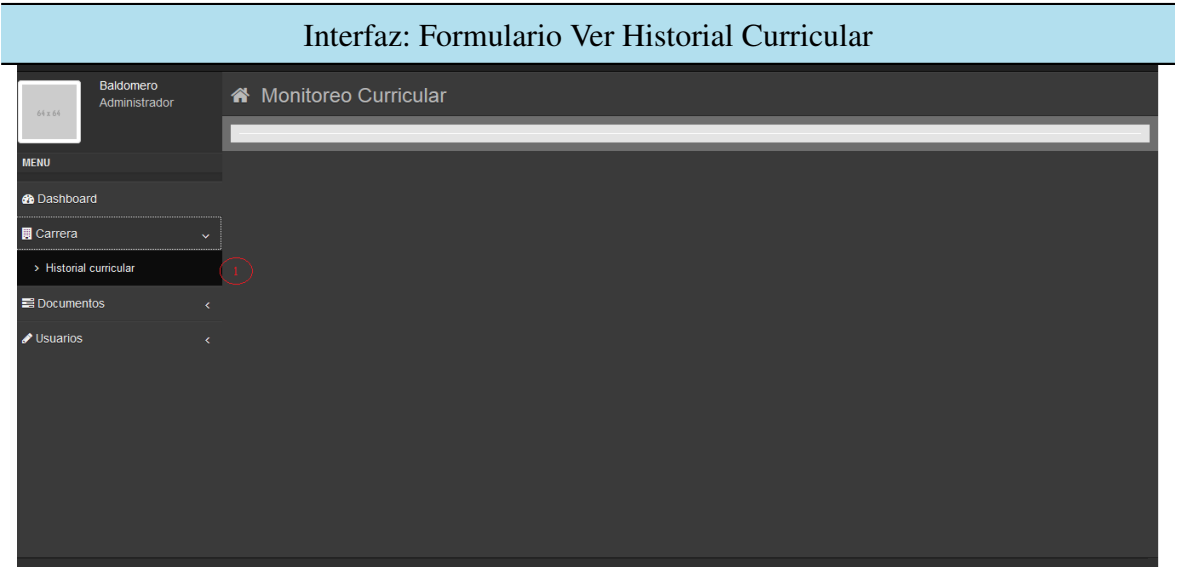 Interfaz: Formulario Ver Historial Curricular
64 x 64
Baldomero
Administrador
Monitoreo Curricular
MENU
Dashboard
Carrera
Historial curricular
1
Documentos
Usuarios